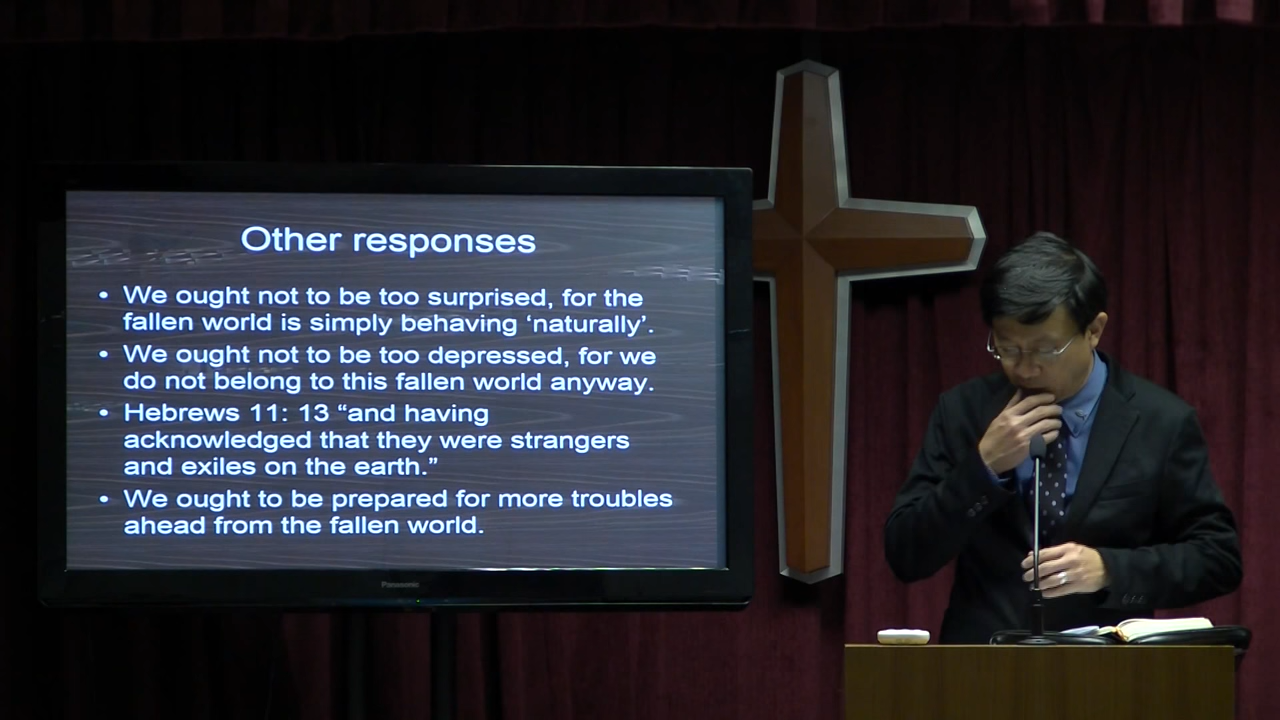 Other responses
• We ought not to be too surprised, for the
fallen world is simply behaving ‘naturally’.
• We ought not to be too depressed, for we
do not belong to this fallen world anyway.
• Hebrews 11: 13 “and having
acknowledged that they were strangers
and exiles on the earth.”
• We ought to be prepared for more troubles
ahead from the fallen world.
Panasonic